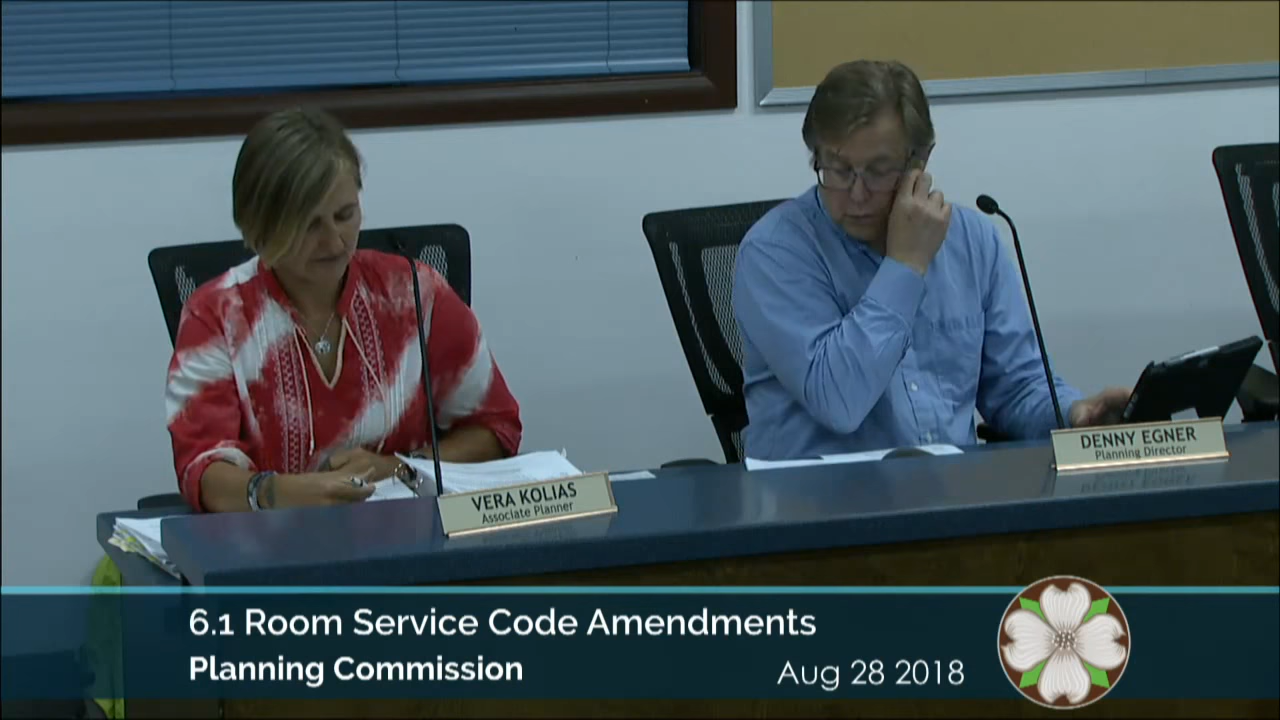 DENNY EGNER
Planning Director
VERA KOLIAS
Associate Planner
6.1 Room Service Code Amendments
Planning Commission
Aug 28 2018